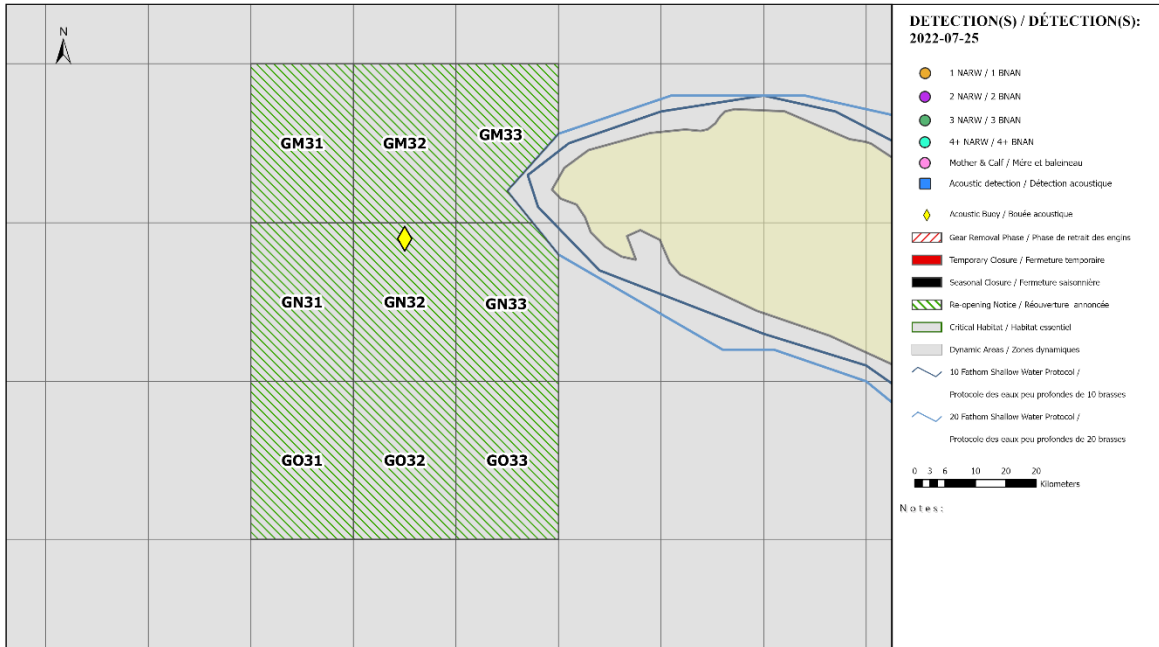 N
GM31
GM32
GM33
GN31
GN32
GN33
GO31
GO32
GO33
DETECTION(S) / DÉTECTION(S):
2022-07-25
1 NARW / 1 BNAN
2 NARW / 2 BNAN
3 NARW / 3 BNAN
4+ NARW / 4+ BNAN
Mother & Calf / Mère et baleineau
Acoustic detection / Détection acoustique
Acoustic Buoy / Bouée acoustique
Gear Removal Phase / Phase de retrait des engins
Temporary Closure / Fermeture temporaire
Seasonal Closure / Fermeture saisonnière
Re-opening Notice / Réouverture annoncée
Critical Habitat / Habitat essentiel
Dynamic Areas / Zones dynamiques
10 Fathom Shallow Water Protocol /
Protocole des eaux peu profondes de 10 brasses
20 Fathom Shallow Water Protocol /
Protocole des eaux peu profondes de 20 brasses
0 3 6 10 20 20
Kilometers
Notes: